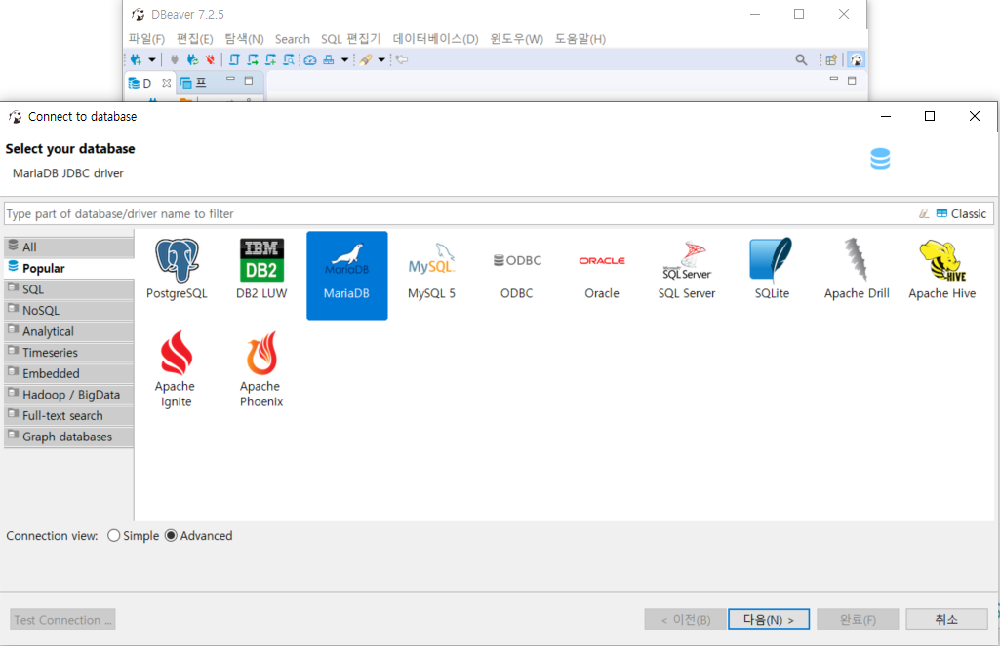 DBeaver 7.2.5
파일(F) 편집(E) 탐색(N) Search SQL 편집기 데이터베이스(D) 윈도우(W) 도움말(H)
D 프
Connect to database
Select your database
MariaDB JDBC driver
Type part of database/driver name to filter
Classic
All
Popular
SQL
NoSQL
Analytical
Timeseries
Embedded
Hadoop / BigData
Full-text search
Graph databases
IBM DB2 MariaDB MySQL ODBC ORACLE Microsoft SQL Server HIVE
PostgreSQL DB2 LUW MariaDB MySQL 5 ODBC Oracle SQL Server SQLite Apache Drill Apache Hive
Apache Ignite
Apache Phoenix
Connection view: Simple Advanced
Test Connection ... < 이전(B) 다음(N) > 완료(F) 취소